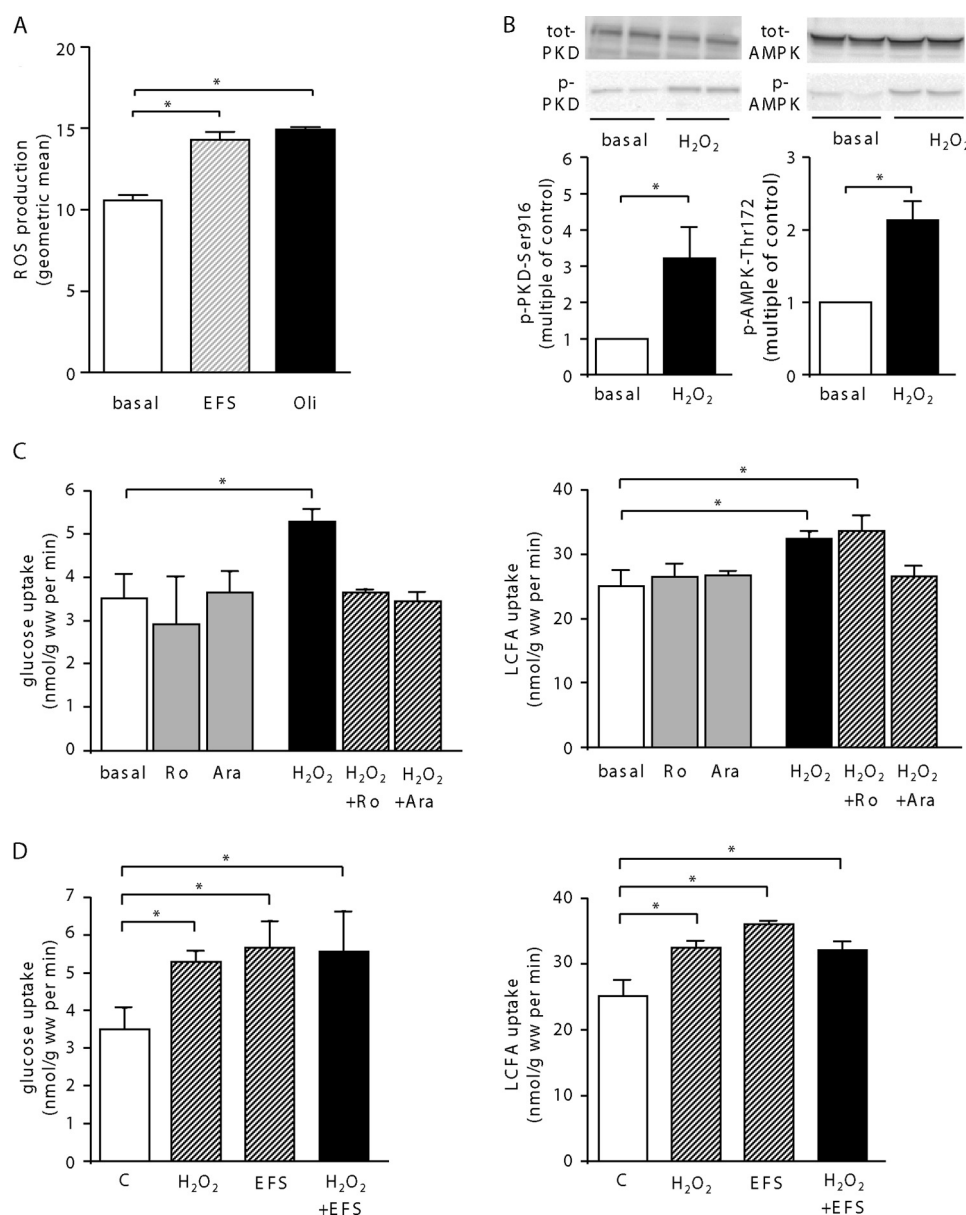 A
ROS production
(geometric mean)
20
15
10
5
0
*
*
basal EFS Oli
B
tot-
PKD
p-
PKD
basal H₂O₂
tot-
AMPK
p-
AMPK
basal H₂O₂
p-PKD-Ser916
(multiple of control)
6
5
4
3
2
1
0
*
basal H₂O₂
p-AMPK-Thr172
(multiple of control)
3
2
1
0
*
basal H₂O₂
C
glucose uptake
(nmol/g ww per min)
6
5
4
3
2
1
0
*
basal Ro Ara H₂O₂ H₂O₂ H₂O₂
+Ro +Ara
LCFA uptake
(nmol/g ww per min)
40
30
20
10
0
*
*
basal Ro Ara H₂O₂ H₂O₂ H₂O₂
+Ro +Ara
D
glucose uptake
(nmol/g ww per min)
7
6
5
4
3
2
1
0
*
*
*
C H₂O₂ EFS H₂O₂
+EFS
LCFA uptake
(nmol/g ww per min)
40
30
20
10
0
*
*
*
C H₂O₂ EFS H₂O₂
+EFS